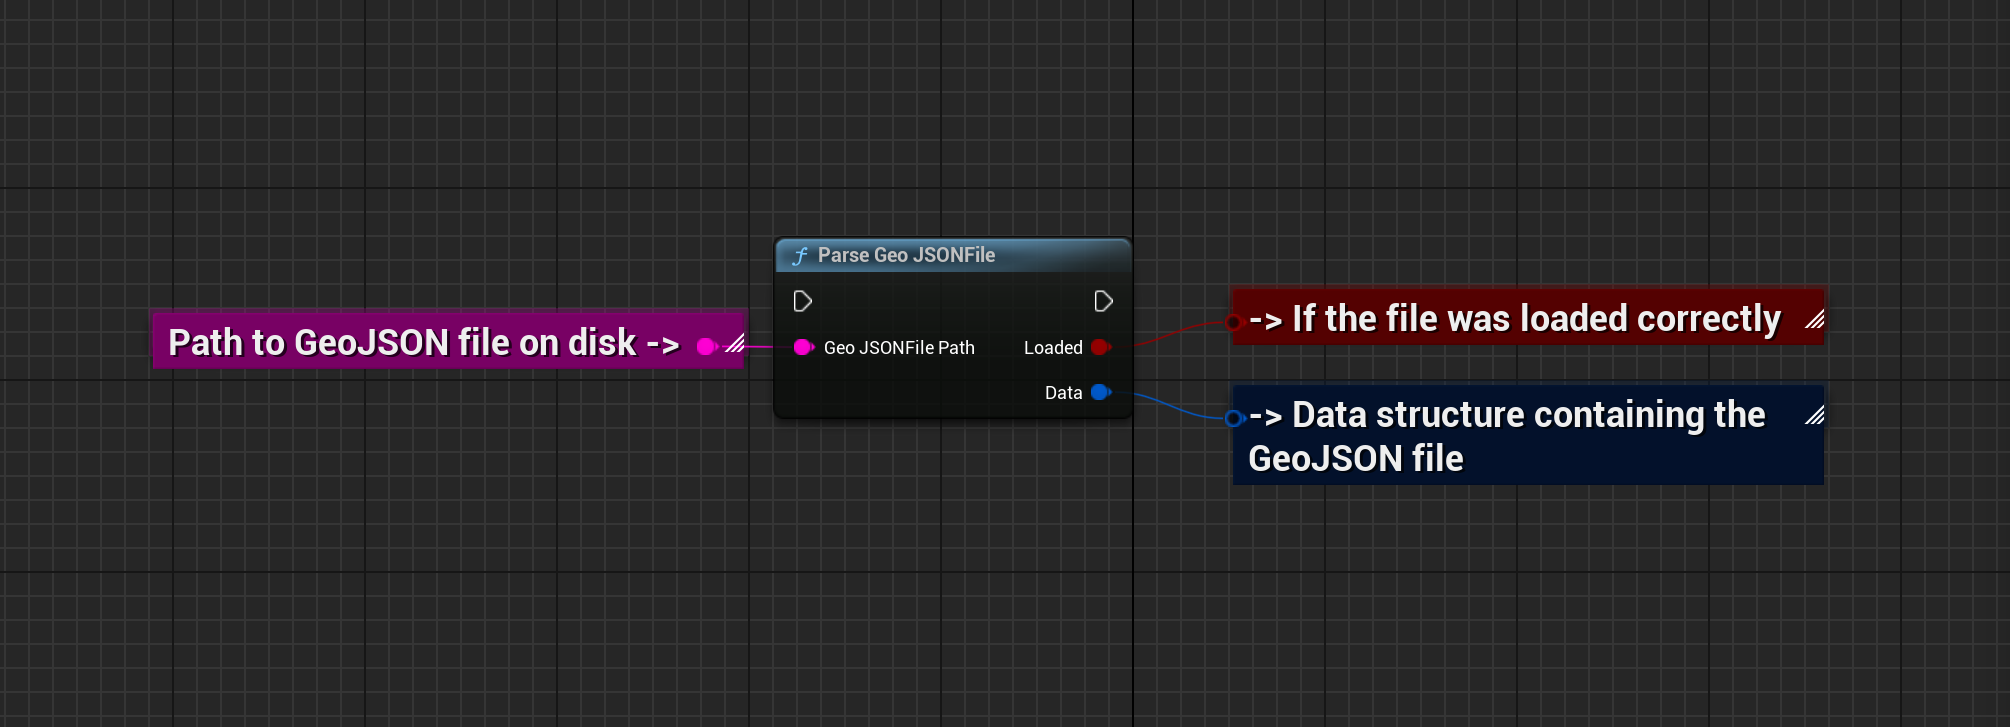 f Parse Geo JSONFile
Path to GeoJSON file on disk ->
Geo JSONFile Path
Loaded
Data
-> If the file was loaded correctly
-> Data structure containing the
GeoJSON file